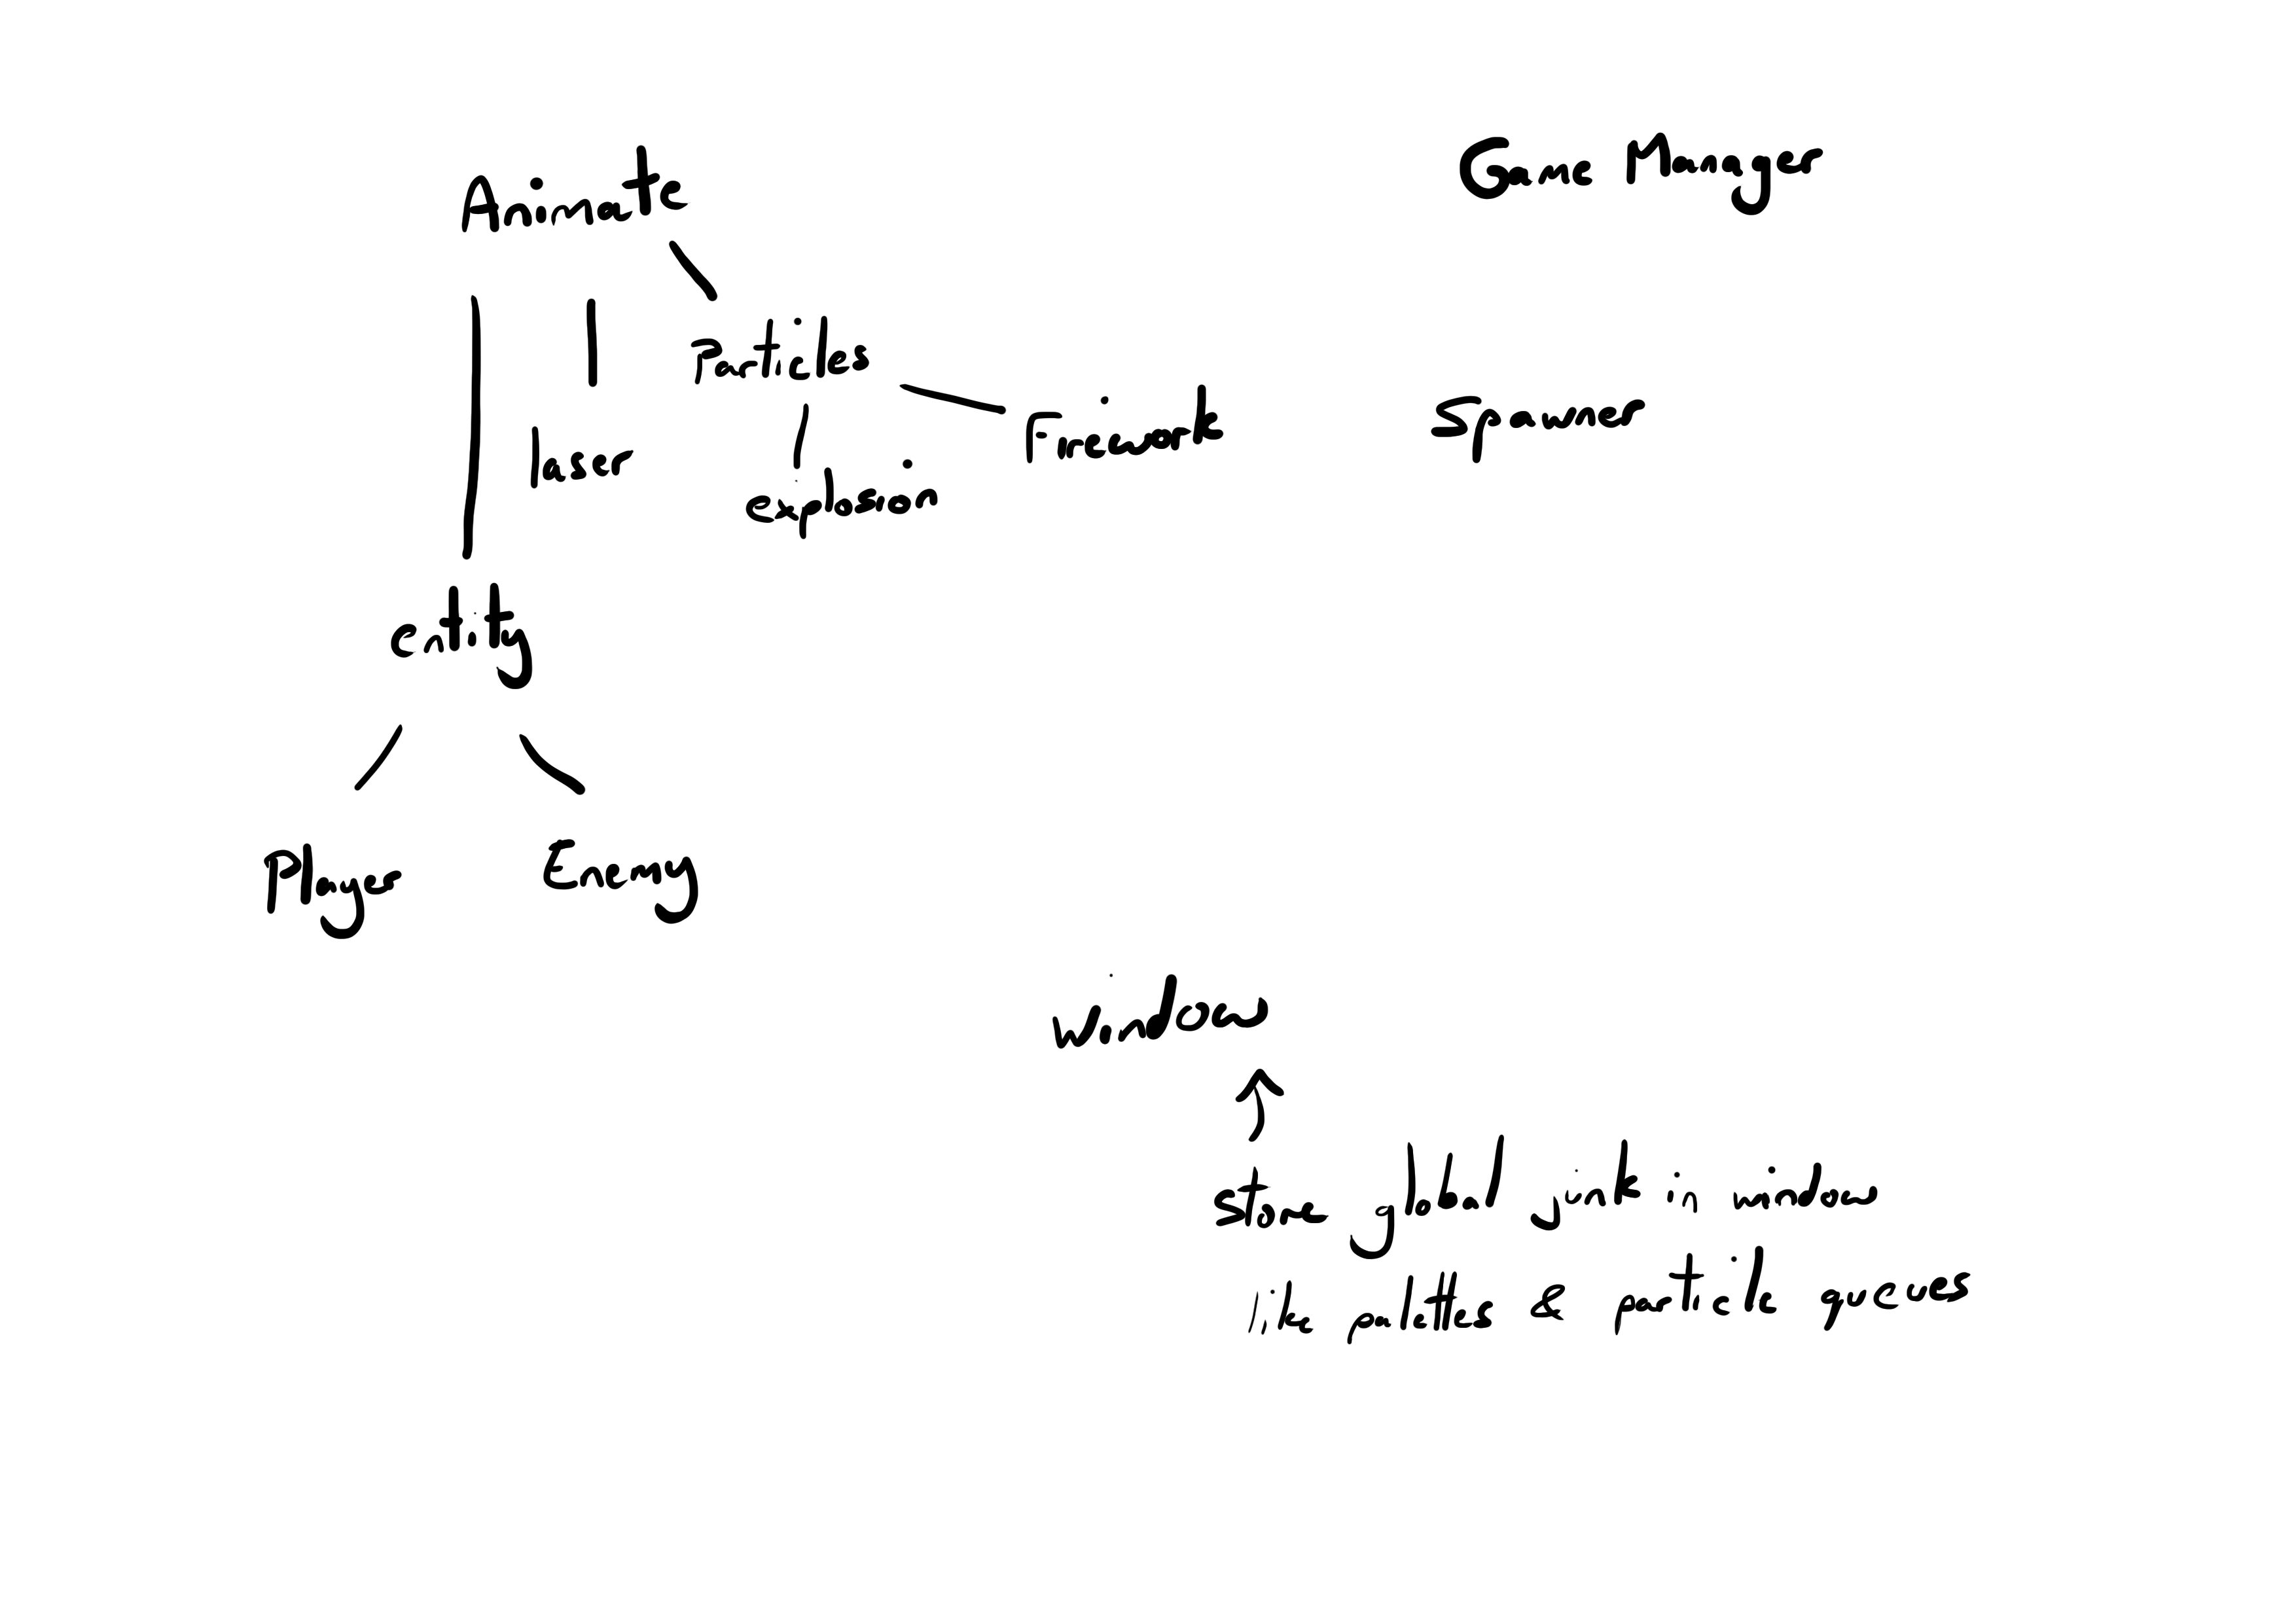 Animate
Game Manager
Particles
Firework
Spawner
laser
explosion
entity
Player
Enemy
Window
store global junk in window
like palettes & particle queues